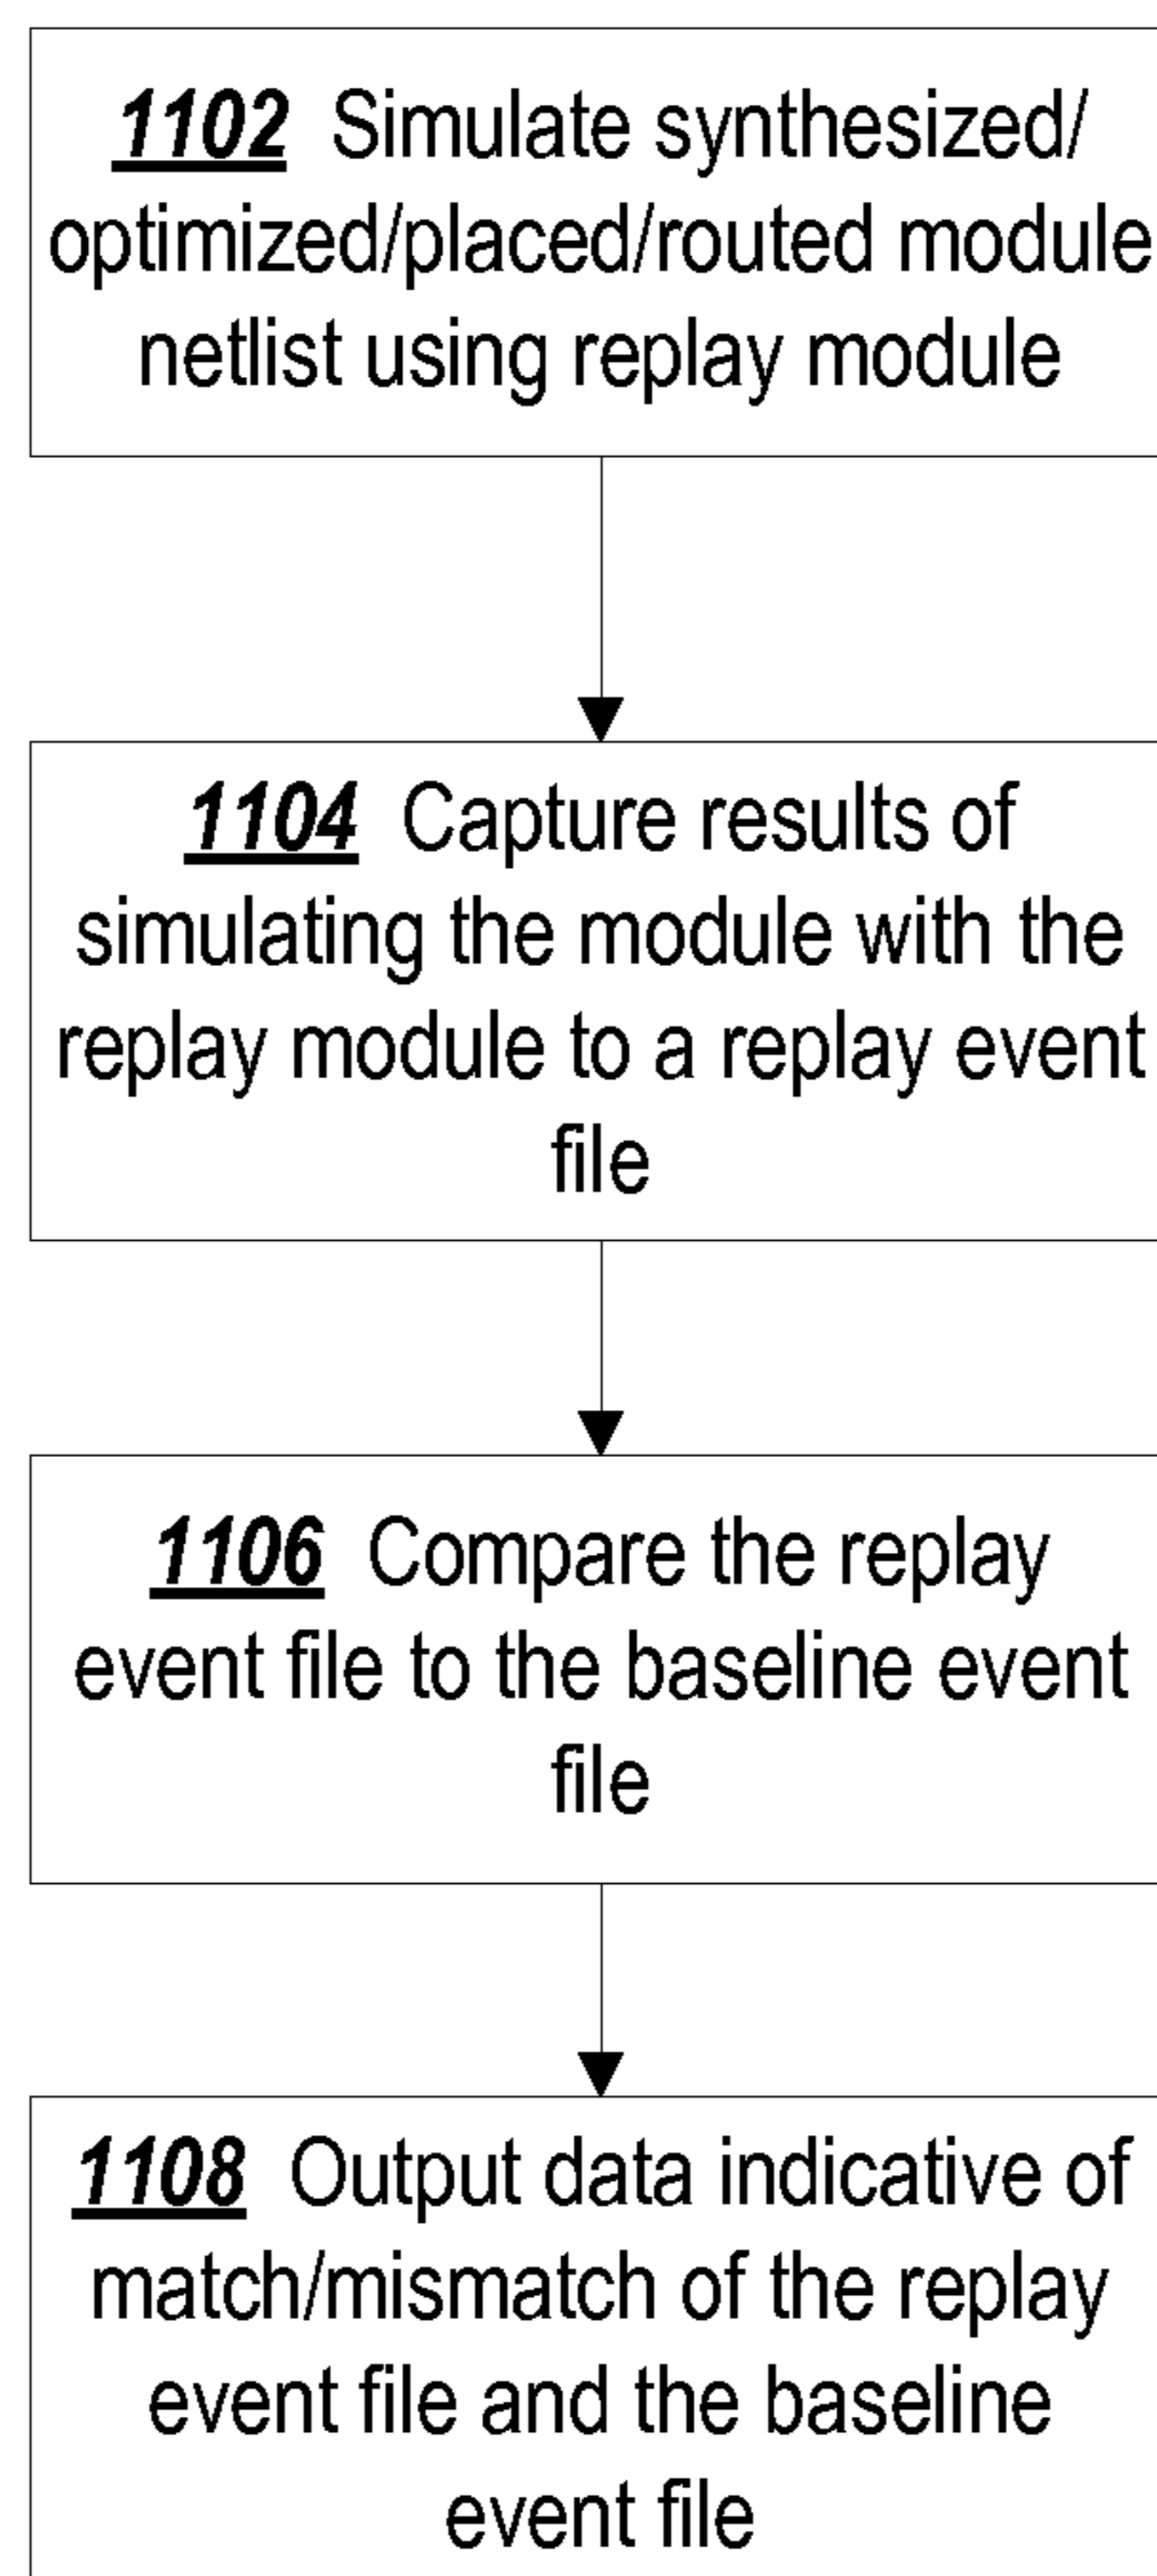 1102 Simulate synthesized/
optimized/placed/routed module
netlist using replay module
1104 Capture results of
simulating the module with the
replay module to a replay event
file
1106 Compare the replay
event file to the baseline event
file
1108 Output data indicative of
match/mismatch of the replay
event file and the baseline
event file